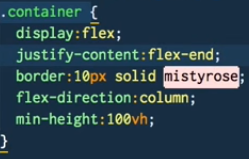 .container {
display:flex;
justify-content:flex-end;
border:10px solid mistyrose;
flex-direction:column;
min-height:100vh;
}